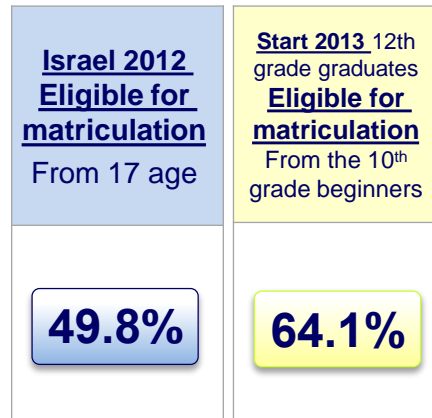 Israel 2012
Eligible for
matriculation
From 17 age
Start 2013 12th
grade graduates
Eligible for
matriculation
From the 10th
grade beginners
49.8%
64.1%